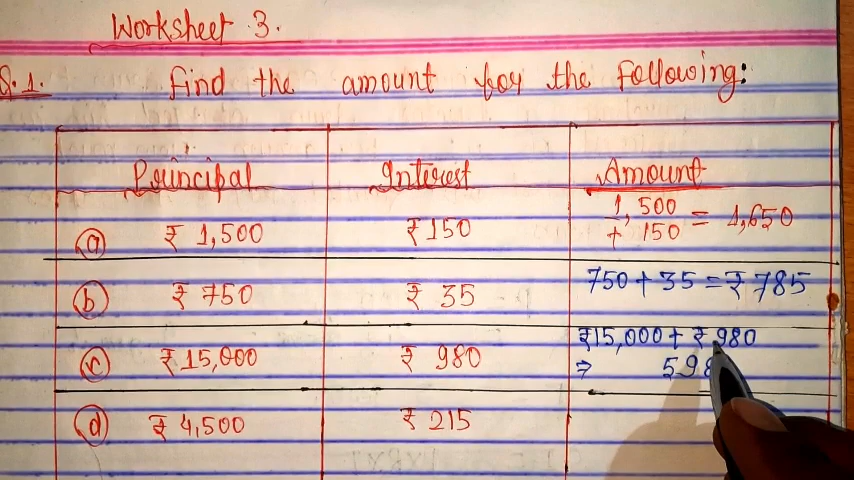 Worksheet 3.
Q.1. Find the amount for the following:
Principal Interest Amount
(a) ₹ 1,500 ₹150 1,500 + 150 = 1,650
(b) ₹ 750 ₹ 35 750 + 35 = ₹ 785
(c) ₹ 15,000 ₹ 980 ₹15,000 + ₹ 980
⇒ 598
(d) ₹ 4,500 ₹ 215